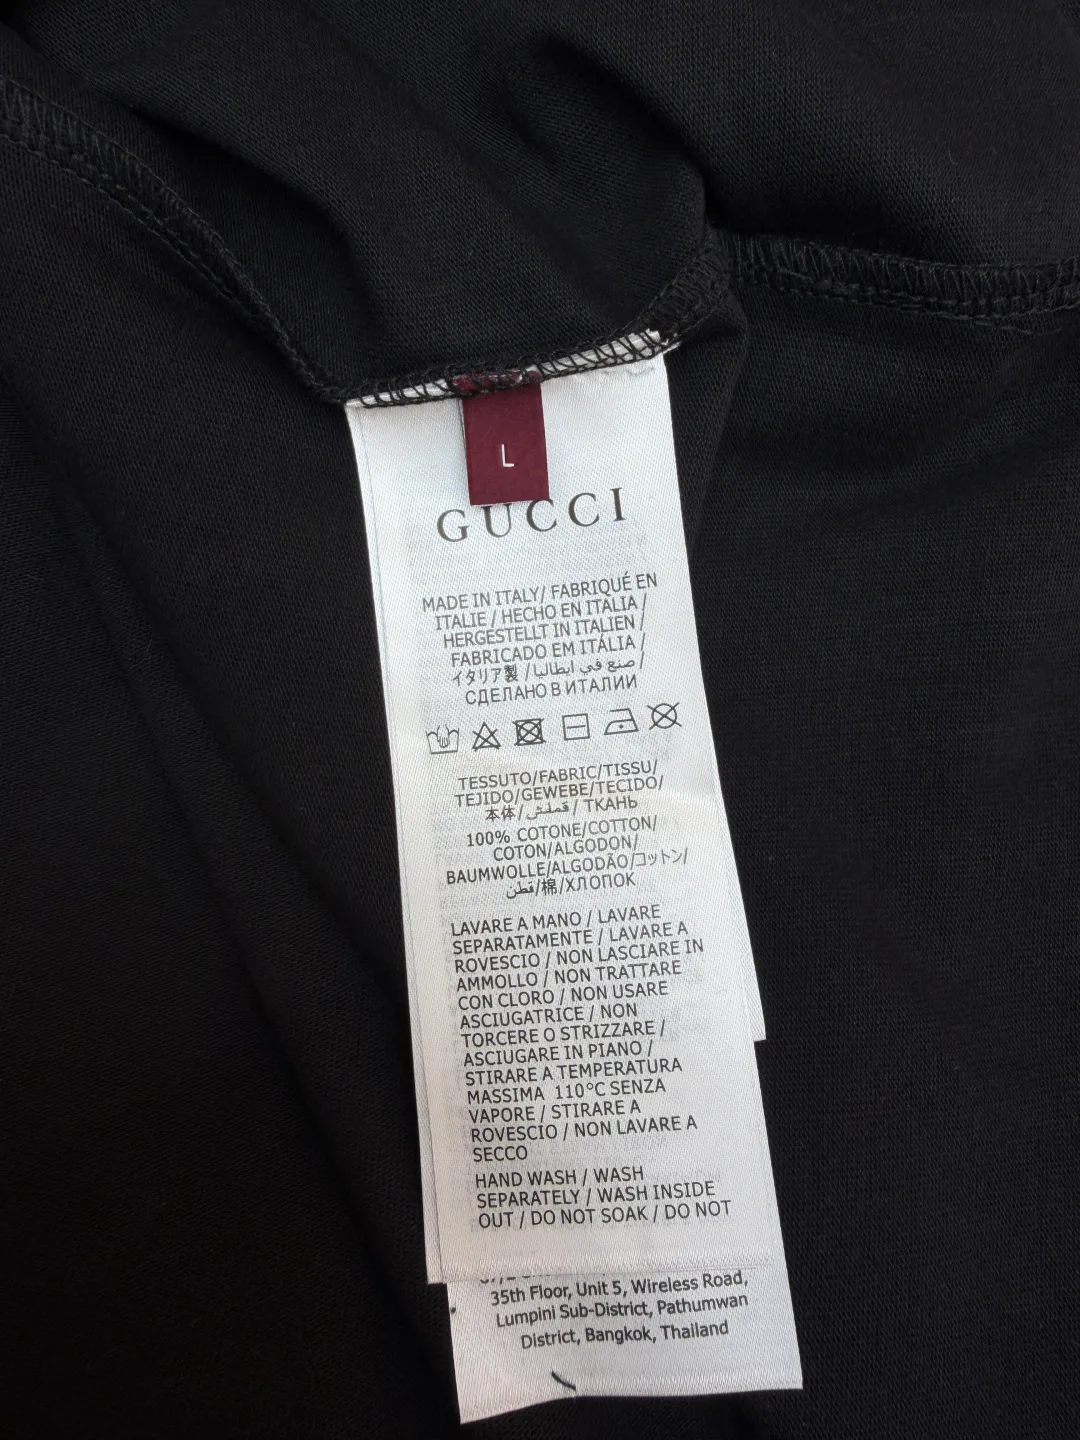 L
GUCCI
MADE IN ITALY/ FABRIQUÉ EN
ITALIE / HECHO EN ITALIA /
HERGESTELLT IN ITALIEN /
FABRICADO EM ITÁLIA /
イタリア製 /صنع في ايطاليا /
СДЕЛАНО В ИТАЛИИ
TESSUTO/FABRIC/TISSU/
TEJIDO/GEWEBE/TECIDO/
本体/قملش/ ТКАНЬ
100% COTONE/COTTON/
COTON/ALGODON/
BAUMWOLLE/ALGODÃO/コットン/
قطن/棉/ХЛОПОК
LAVARE A MANO / LAVARE
SEPARATAMENTE / LAVARE A
ROVESCIO / NON LASCIARE IN
AMMOLLO / NON TRATTARE
CON CLORO / NON USARE
ASCIUGATRICE / NON
TORCERE O STRIZZARE /
ASCIUGARE IN PIANO /
STIRARE A TEMPERATURA
MASSIMA 110°C SENZA
VAPORE / STIRARE A
ROVESCIO / NON LAVARE A
SECCO
HAND WASH / WASH
SEPARATELY / WASH INSIDE
OUT / DO NOT SOAK / DO NOT
35th Floor, Unit 5, Wireless Road,
Lumpini Sub-District, Pathumwan
District, Bangkok, Thailand